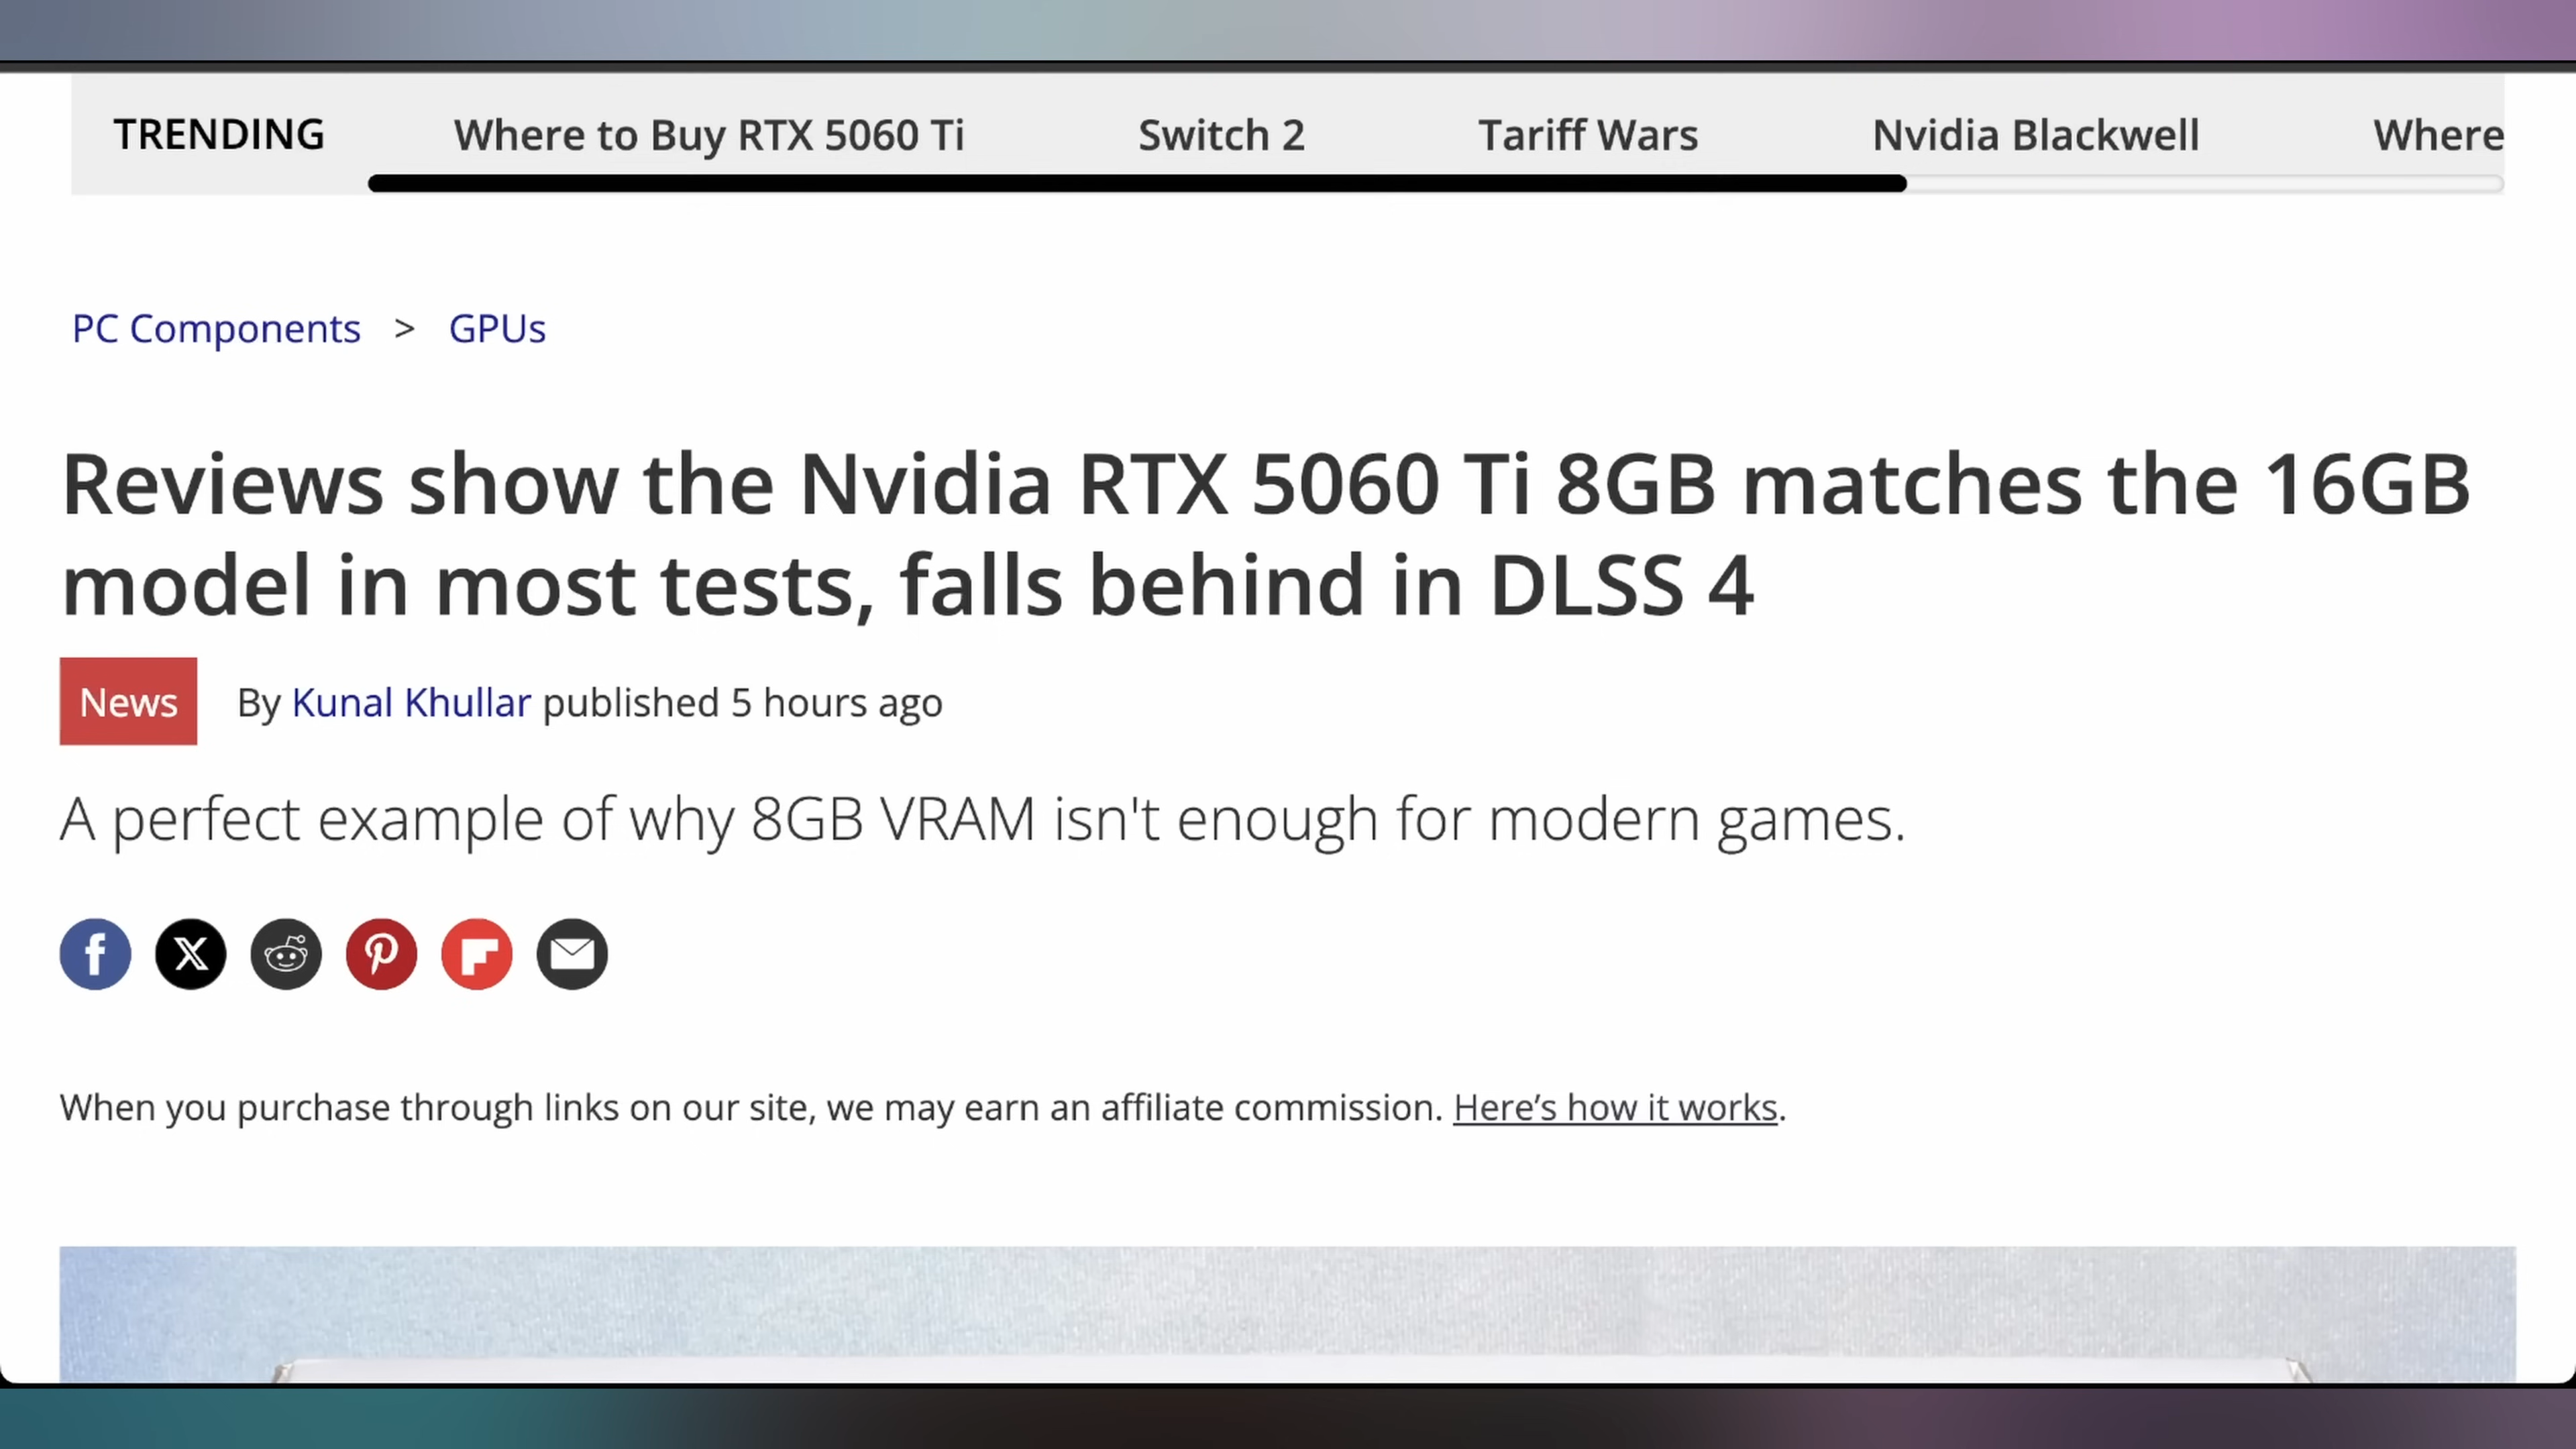 TRENDING Where to Buy RTX 5060 Ti Switch 2 Tariff Wars Nvidia Blackwell Where
PC Components > GPUs
Reviews show the Nvidia RTX 5060 Ti 8GB matches the 16GB
model in most tests, falls behind in DLSS 4
News By Kunal Khullar published 5 hours ago
A perfect example of why 8GB VRAM isn't enough for modern games.
When you purchase through links on our site, we may earn an affiliate commission. Here’s how it works.